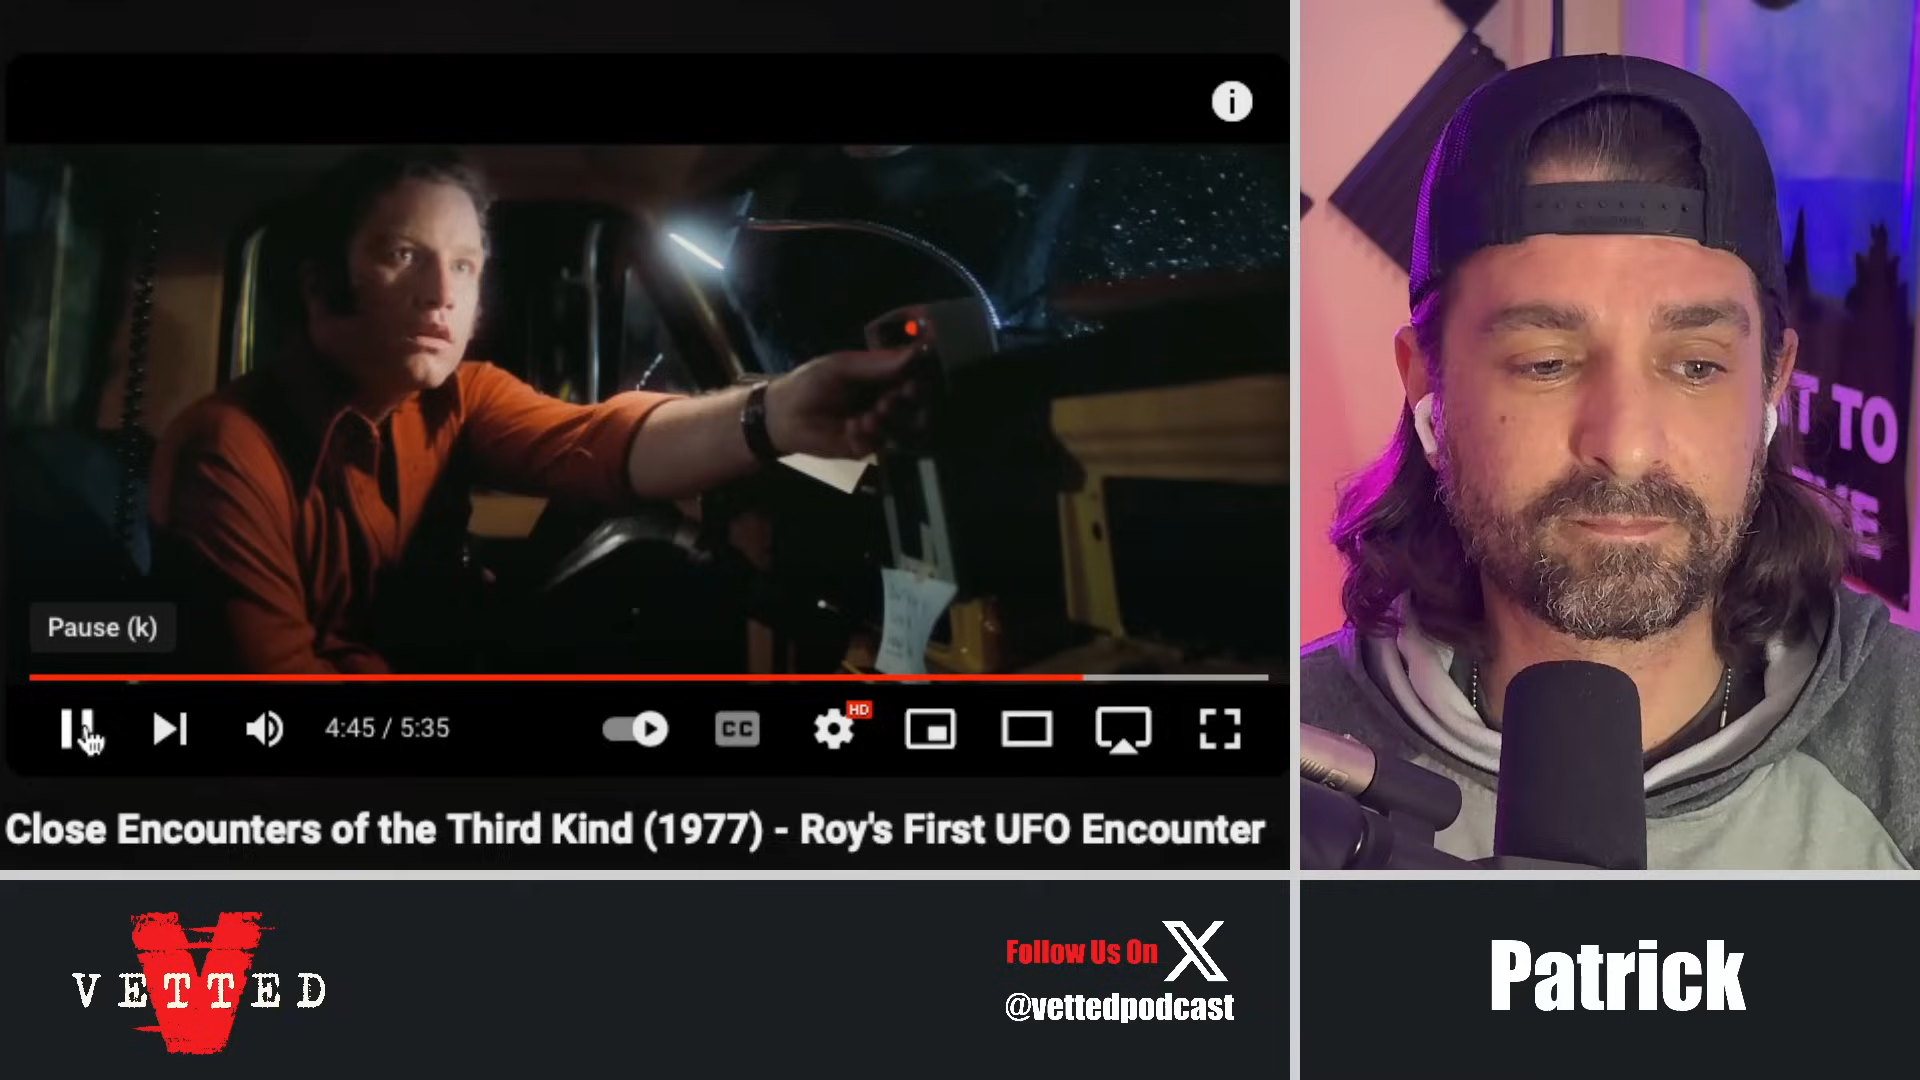 Pause (k)
HD
4:45 / 5:35
CC
Close Encounters of the Third Kind (1977) - Roy's First UFO Encounter
T TO
VETTED
Follow Us On X
@vettedpodcast
Patrick